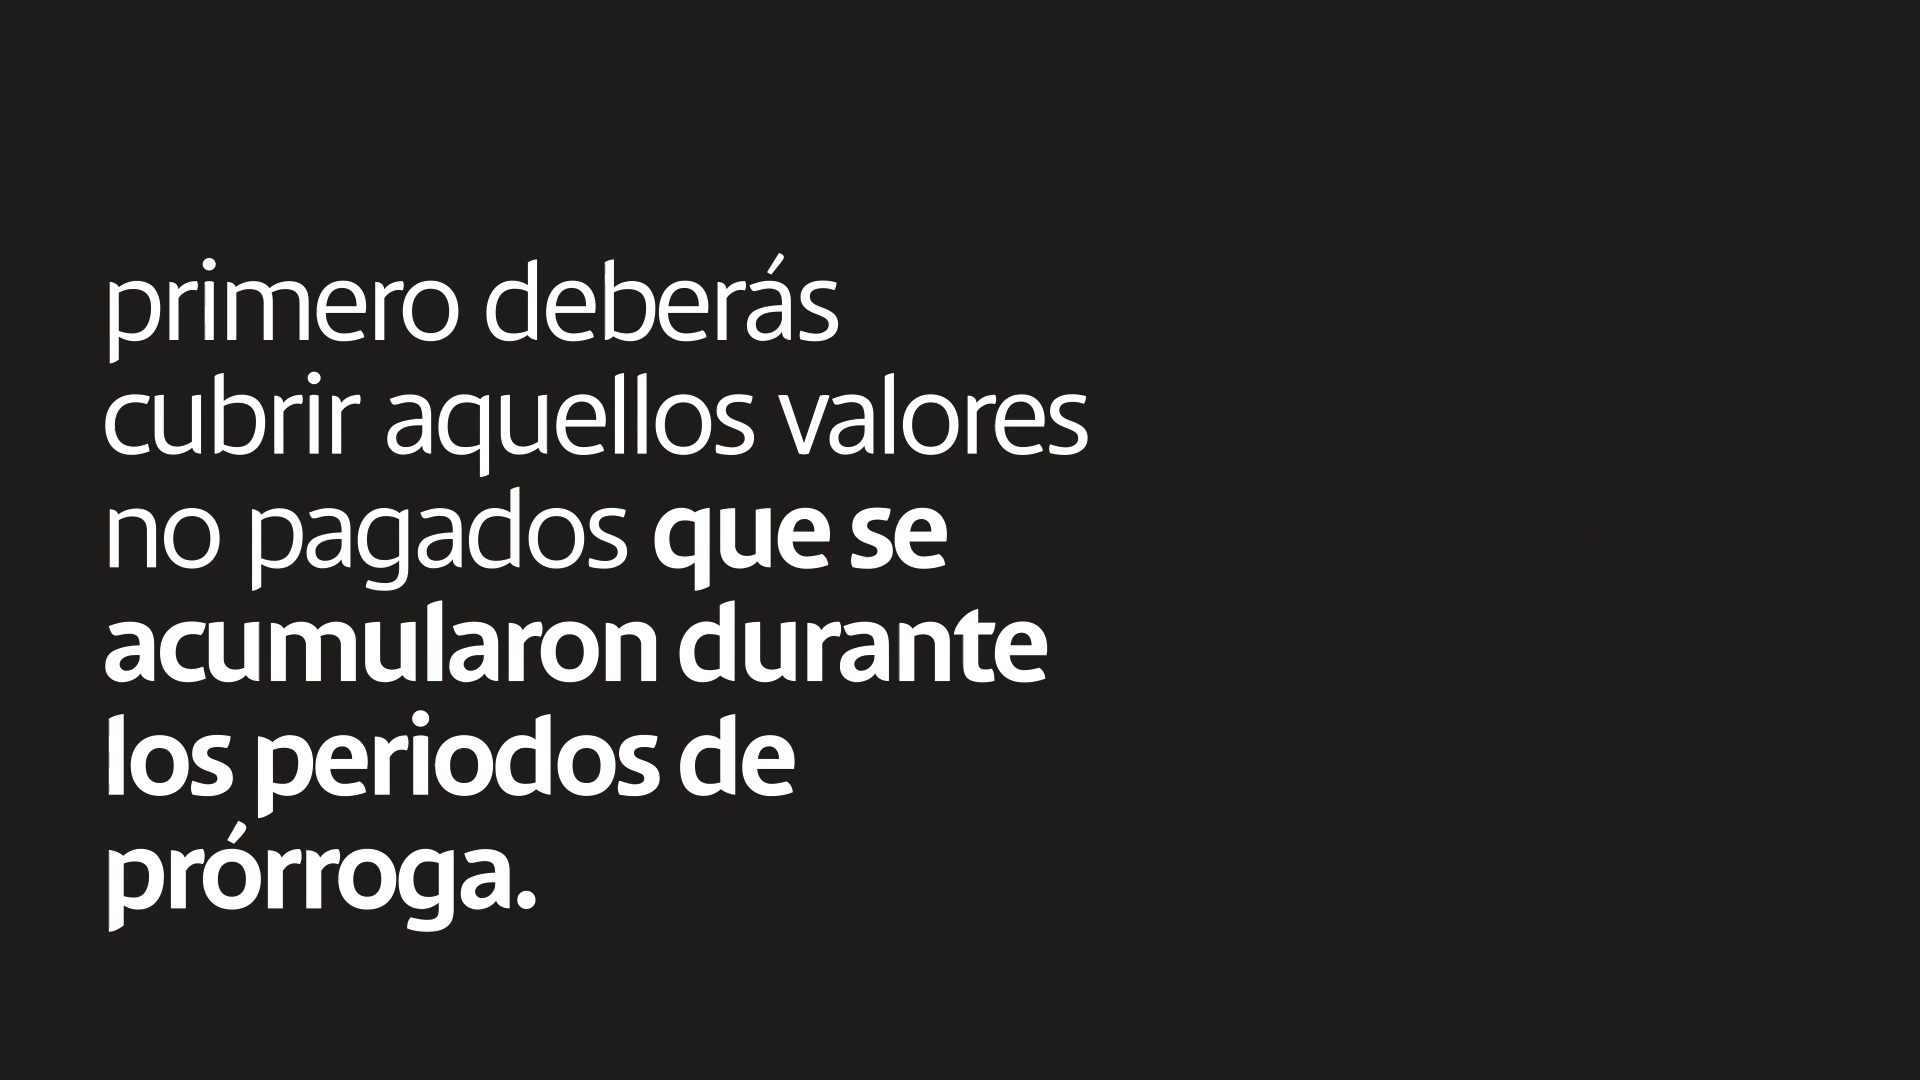 primero deberás
cubrir aquellos valores
no pagados que se
acumularon durante
los periodos de
prórroga.